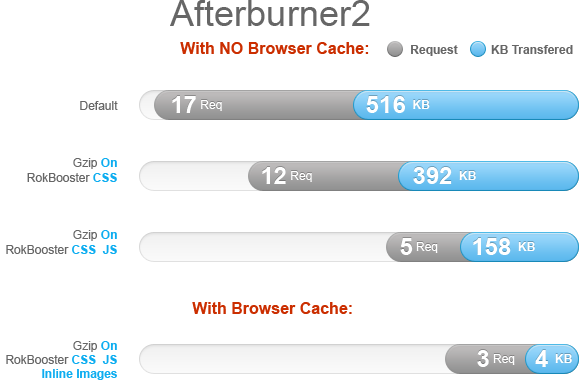 Afterburner2
With NO Browser Cache: Request KB Transfered
Default 17 Req 516 KB
Gzip On
RokBooster CSS 12 Req 392 KB
Gzip On
RokBooster CSS JS 5 Req 158 KB
With Browser Cache:
Gzip On
RokBooster CSS JS 3 Req 4 KB
Inline Images